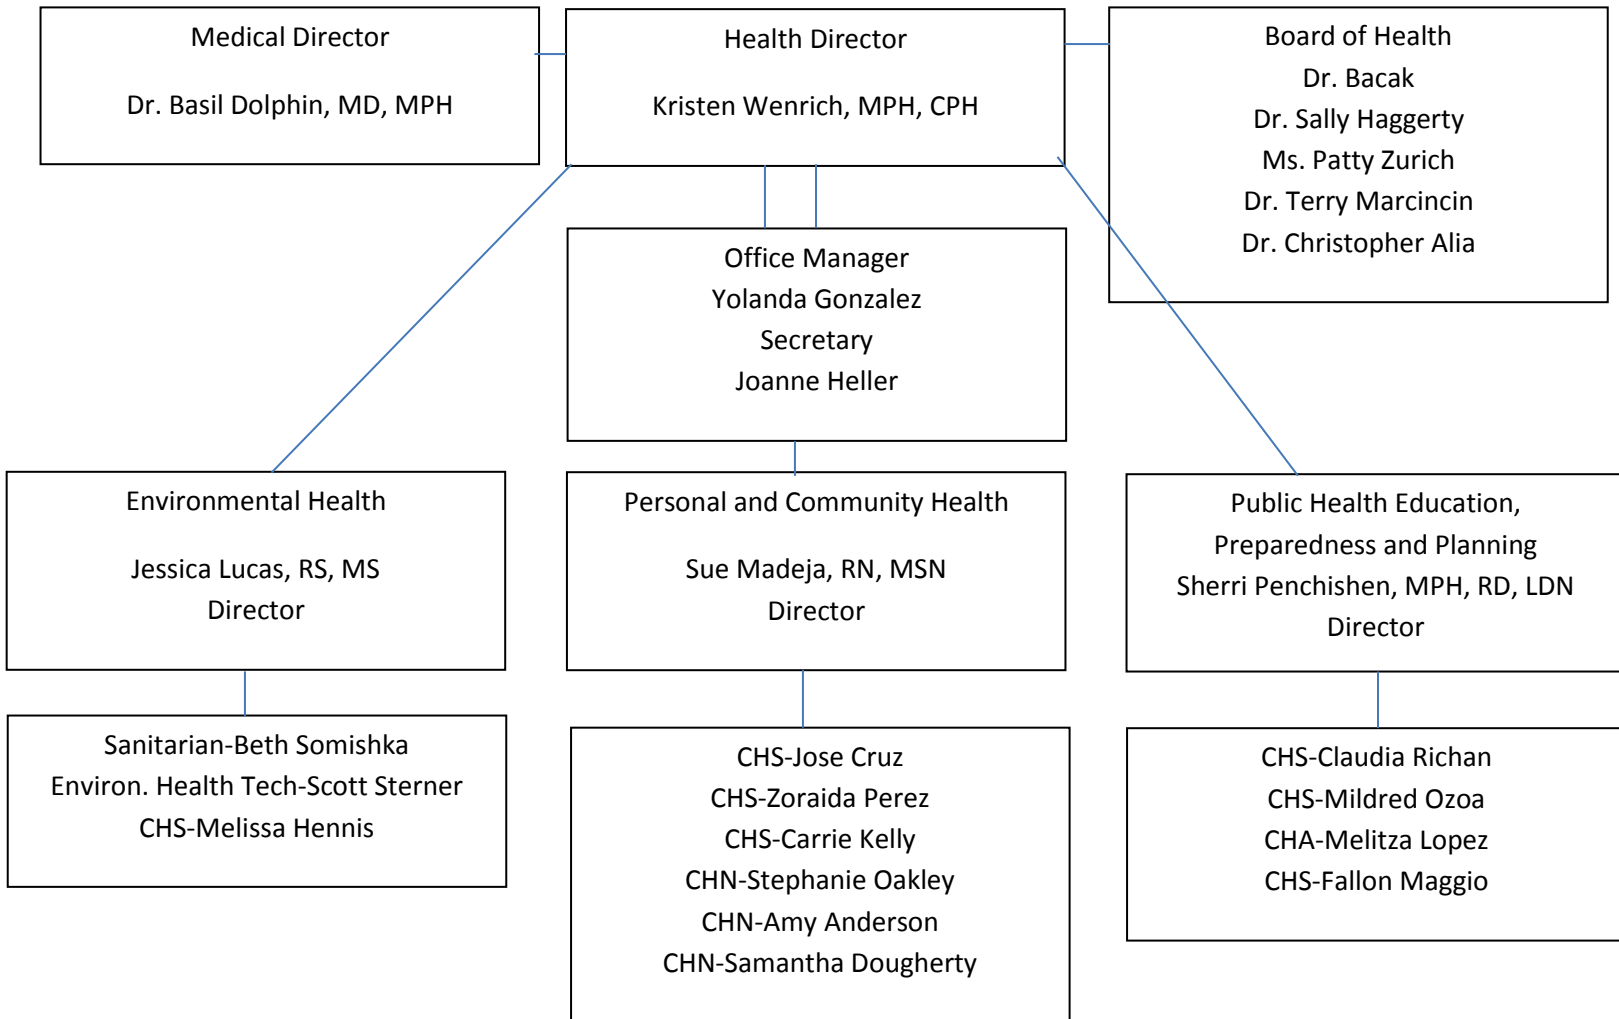 Medical Director
Dr. Basil Dolphin, MD, MPH
Health Director
Kristen Wenrich, MPH, CPH
Board of Health
Dr. Bacak
Dr. Sally Haggerty
Ms. Patty Zurich
Dr. Terry Marcincin
Dr. Christopher Alia
Office Manager
Yolanda Gonzalez
Secretary
Joanne Heller
Environmental Health
Jessica Lucas, RS, MS
Director
Personal and Community Health
Sue Madeja, RN, MSN
Director
Public Health Education,
Preparedness and Planning
Sherri Penchishen, MPH, RD, LDN
Director
Sanitarian-Beth Somishka
Environ. Health Tech-Scott Sterner
CHS-Melissa Hennis
CHS-Jose Cruz
CHS-Zoraida Perez
CHS-Carrie Kelly
CHN-Stephanie Oakley
CHN-Amy Anderson
CHN-Samantha Dougherty
CHS-Claudia Richan
CHS-Mildred Ozoa
CHA-Melitza Lopez
CHS-Fallon Maggio